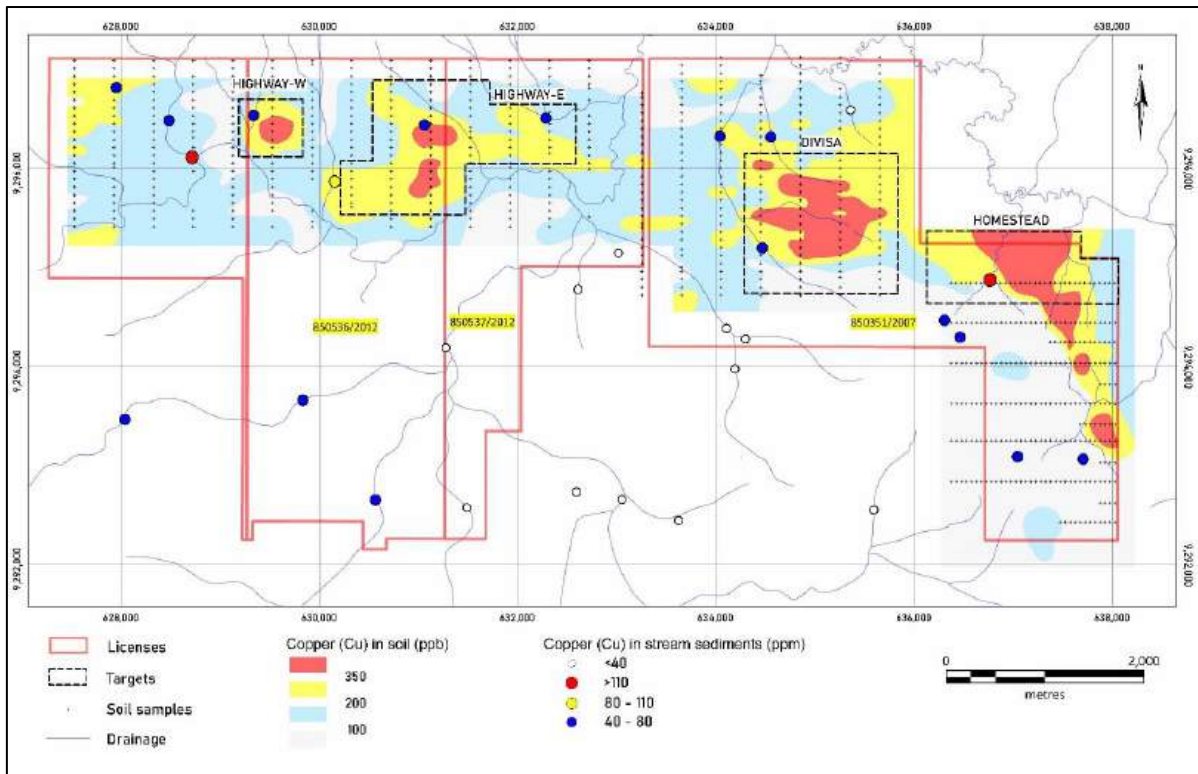 628,000 630,000 632,000 634,000 636,000 638,000
N
HIGHWAY-W
HIGHWAY-E
DIVISA
9,296,000 9,296,000
HOMESTEAD
850536/2012 850537/2012 850351/2007
9,294,000 9,294,000
9,292,000 9,292,000
628,000 630,000 632,000 634,000 636,000 638,000
Licenses
Targets
Soil samples
Drainage
Copper (Cu) in soil (ppb)
350
200
100
Copper (Cu) in stream sediments (ppm)
<40
>110
80 – 110
40 – 80
0 2,000
metres